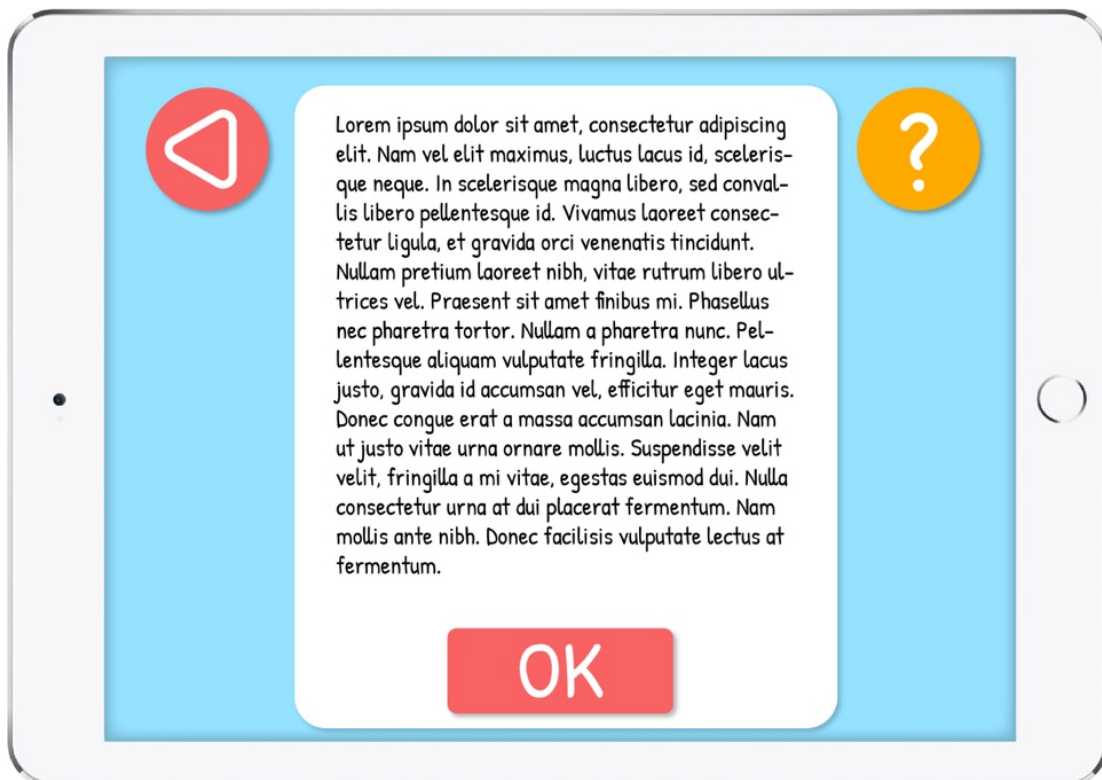 Lorem ipsum dolor sit amet, consectetur adipiscing
elit. Nam vel elit maximus, luctus lacus id, sceleris-
que neque. In scelerisque magna libero, sed conval-
lis libero pellentesque id. Vivamus laoreet consec-
tetur ligula, et gravida orci venenatis tincidunt.
Nullam pretium laoreet nibh, vitae rutrum libero ul-
trices vel. Praesent sit amet finibus mi. Phasellus
nec pharetra tortor. Nullam a pharetra nunc. Pel-
lentesque aliquam vulputate fringilla. Integer lacus
justo, gravida id accumsan vel, efficitur eget mauris.
Donec congue erat a massa accumsan lacinia. Nam
ut justo vitae urna ornare mollis. Suspendisse velit
velit, fringilla a mi vitae, egestas euismod dui. Nulla
consectetur urna at dui placerat fermentum. Nam
mollis ante nibh. Donec facilisis vulputate lectus at
fermentum.
?
OK